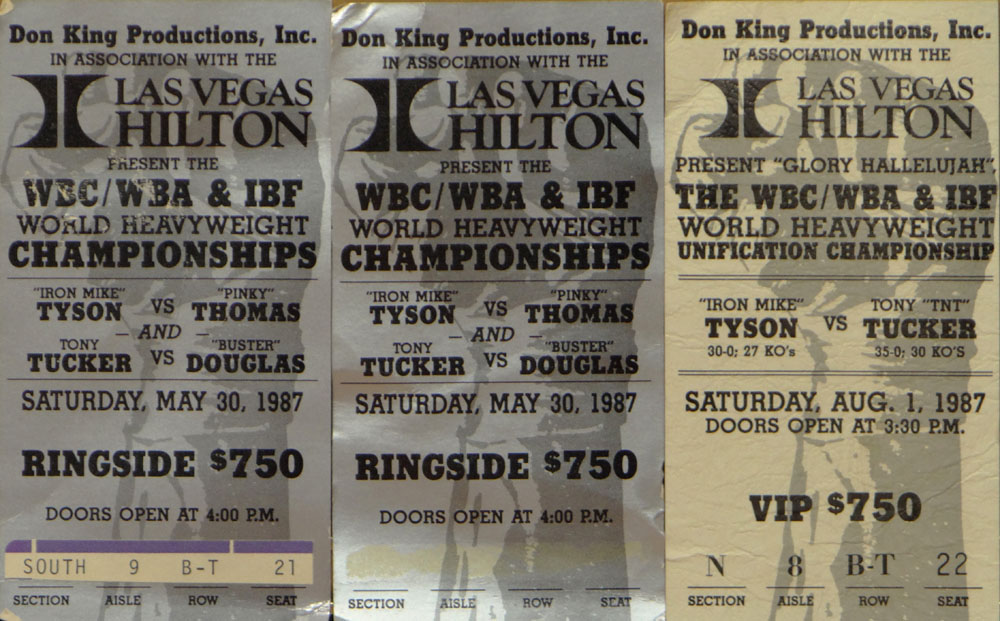 Don King Productions, Inc.
IN ASSOCIATION WITH THE
LAS VEGAS
HILTON
PRESENT THE
WBC/WBA & IBF
WORLD HEAVYWEIGHT
CHAMPIONSHIPS
"IRON MIKE" "PINKY"
TYSON VS THOMAS
– AND –
TONY "BUSTER"
TUCKER VS DOUGLAS
SATURDAY, MAY 30, 1987
RINGSIDE $750
DOORS OPEN AT 4:00 P.M.
SOUTH 9 B-T 21
SECTION AISLE ROW SEAT
Don King Productions, Inc.
IN ASSOCIATION WITH THE
LAS VEGAS
HILTON
PRESENT THE
WBC/WBA & IBF
WORLD HEAVYWEIGHT
CHAMPIONSHIPS
"IRON MIKE" "PINKY"
TYSON VS THOMAS
– AND –
TONY "BUSTER"
TUCKER VS DOUGLAS
SATURDAY, MAY 30, 1987
RINGSIDE $750
DOORS OPEN AT 4:00 P.M.
SECTION AISLE ROW SEAT
Don King Productions, Inc.
IN ASSOCIATION WITH THE
LAS VEGAS
HILTON
PRESENT "GLORY HALLELUJAH",
THE WBC/WBA & IBF
WORLD HEAVYWEIGHT
UNIFICATION CHAMPIONSHIP
"IRON MIKE" TONY "TNT"
TYSON VS TUCKER
30-0; 27 KO's 35-0; 30 KO'S
SATURDAY, AUG. 1, 1987
DOORS OPEN AT 3:30 P.M.
VIP $750
N 8 B-T 22
SECTION AISLE ROW SEAT